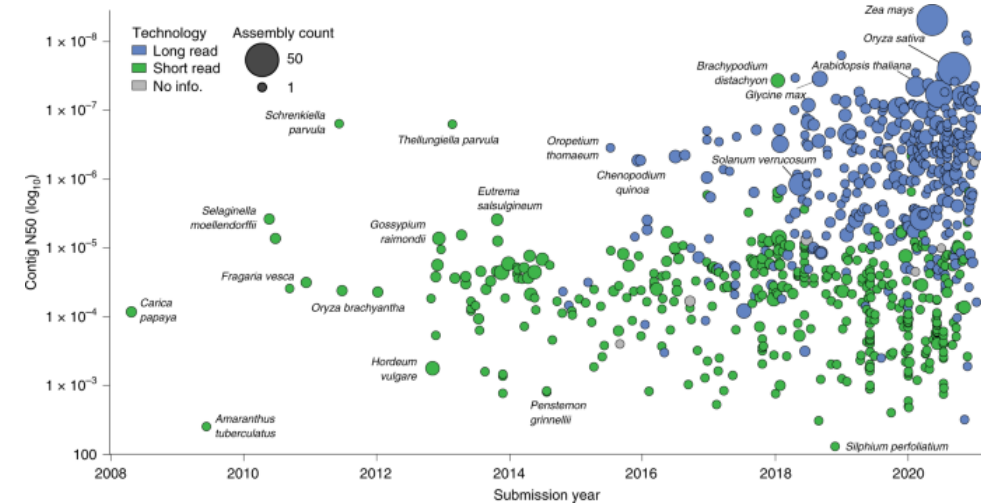 Technology
Long read
Short read
No info.
Assembly count
50
1
Zea mays
Oryza sativa
Brachypodium
distachyon
Arabidopsis thaliana
Glycine max
Schrenkiella
parvula
Thellungiella parvula
Oropetium
thomaeum
Chenopodium
quinoa
Solanum verrucosum
Selaginella
moellendorffii
Eutrema
salsugineum
Gossypium
raimondii
Fragaria vesca
Oryza brachyantha
Carica
papaya
Hordeum
vulgare
Penstemon
grinnellii
Amaranthus
tuberculatus
Silphium perfoliatum
Contig N50 (log10)
1 × 10−8
1 × 10−7
1 × 10−6
1 × 10−5
1 × 10−4
1 × 10−3
100
2008 2010 2012 2014 2016 2018 2020
Submission year